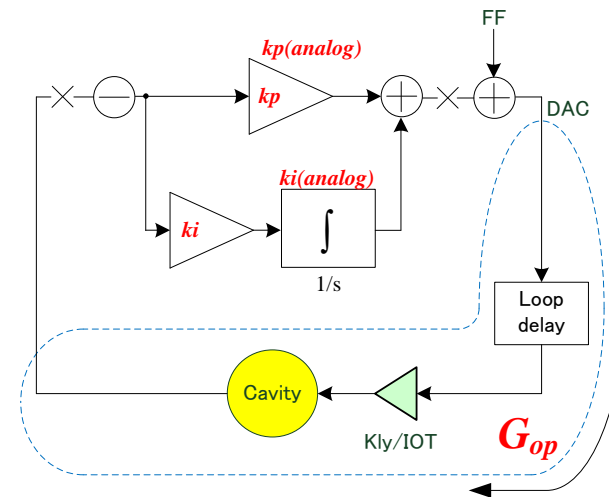 FF
kp(analog)
kp
DAC
ki(analog)
ki
∫
1/s
Loop
delay
Cavity
Kly/IOT
Gop